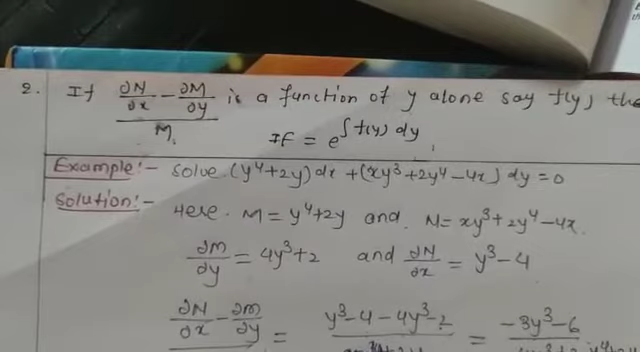 2. If ∂N/∂x - ∂M/∂y / M is a function of y alone say f(y) the
IF = e^∫f(y) dy
Example:- solve (y⁴+2y)dx +(xy³+2y⁴-4x) dy = 0
Solution:- Here. M = y⁴+2y and. N = xy³+2y⁴-4x.
∂M/∂y = 4y³+2 and ∂N/∂x = y³-4
∂N/∂x - ∂M/∂y = y³-4-4y³-2 = -3y³-6